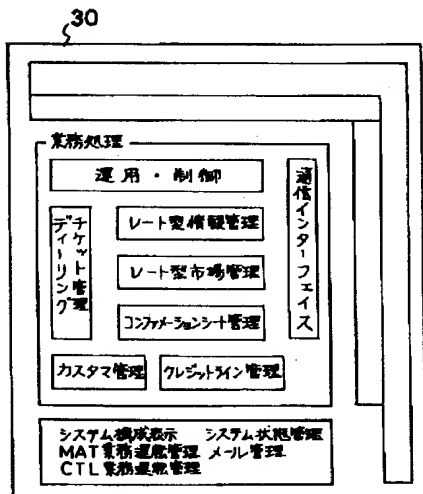 30
業務処理
運用・制御
通信インターフェイス
ディーリング
チケット管理
レート型情報管理
レート型市場管理
コンファメーションシート管理
カスタマ管理 クレジットライン管理
システム構成表示 システム状態管理
MAT業務運転管理 メール管理
CTL業務運転管理